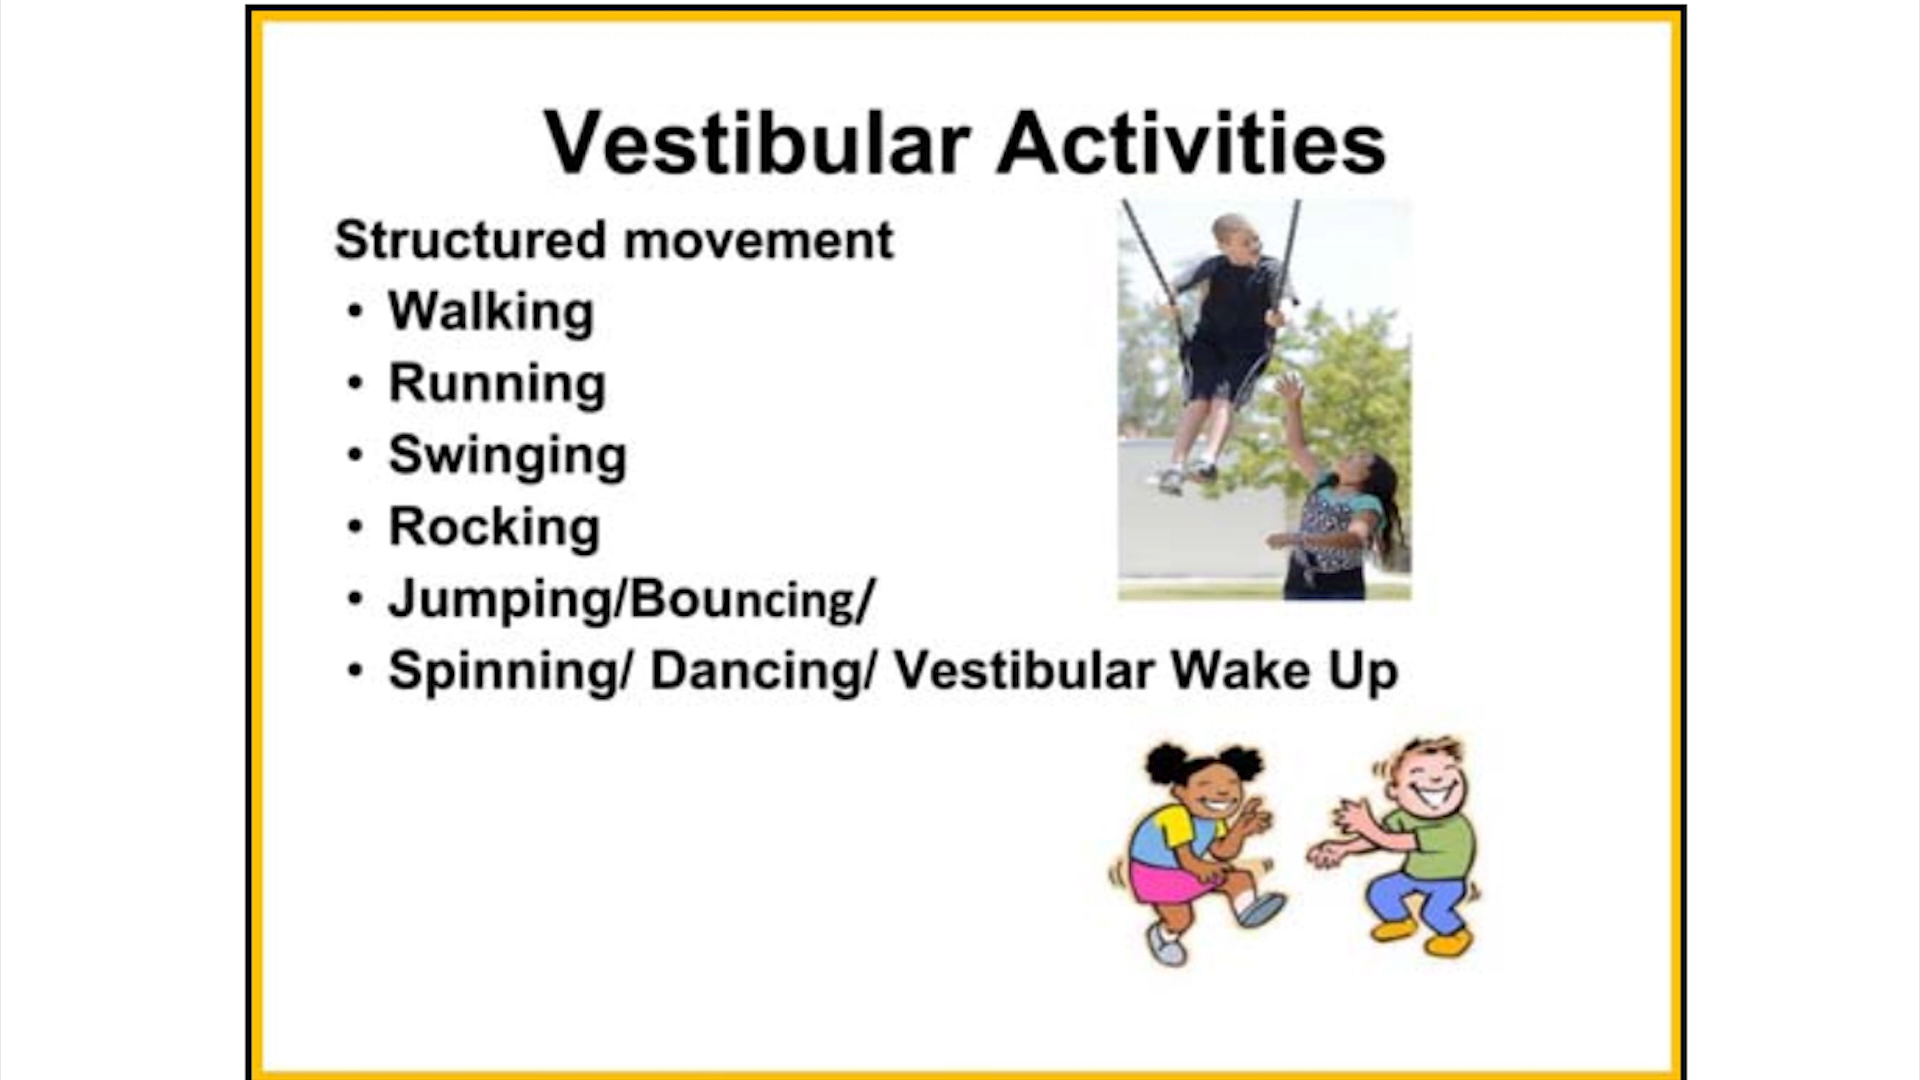 Vestibular Activities
Structured movement
• Walking
• Running
• Swinging
• Rocking
• Jumping/Bouncing/
• Spinning/ Dancing/ Vestibular Wake Up